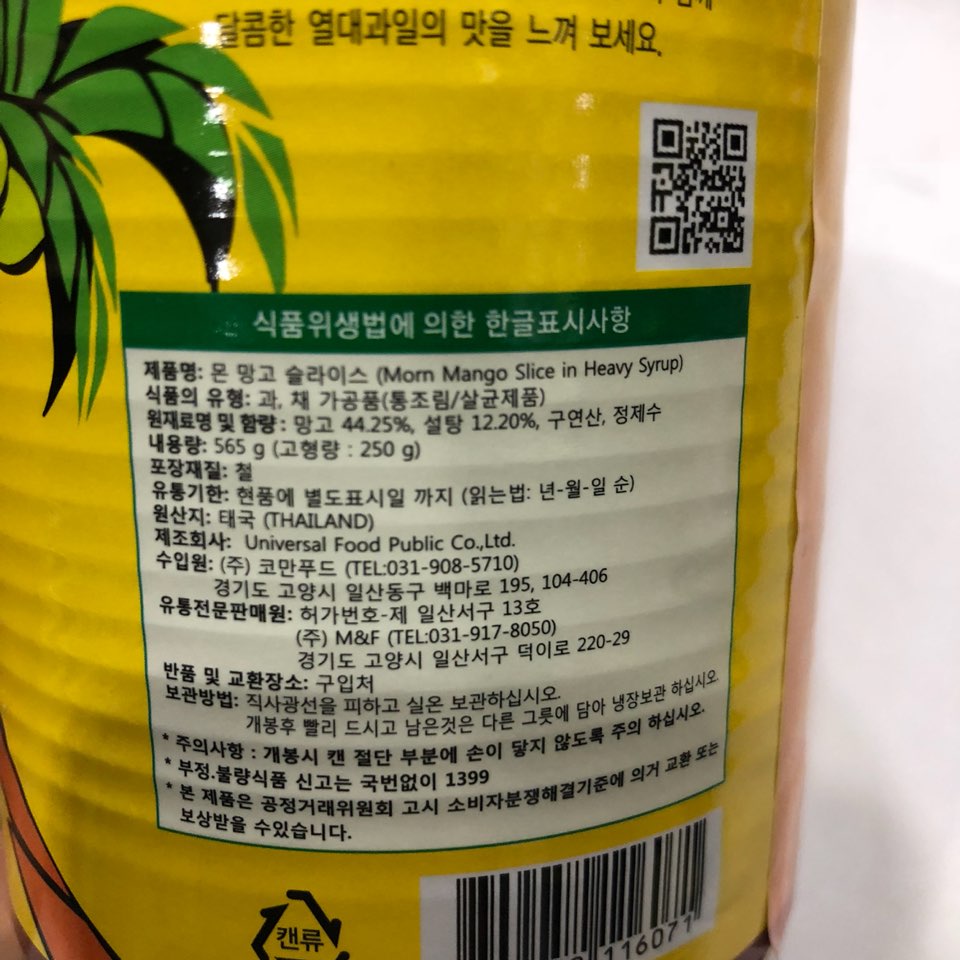 달콤한 열대과일의 맛을 느껴 보세요.
식품위생법에 의한 한글표시사항
제품명: 몬 망고 슬라이스 (Morn Mango Slice in Heavy Syrup)
식품의 유형: 과, 채 가공품(통조림/살균제품)
원재료명 및 함량 : 망고 44.25%, 설탕 12.20%, 구연산, 정제수
내용량: 565 g (고형량 : 250 g)
포장재질: 철
유통기한: 현품에 별도표시일 까지 (읽는법: 년-월-일 순)
원산지: 태국 (THAILAND)
제조회사: Universal Food Public Co.,Ltd.
수입원: (주) 코만푸드 (TEL:031-908-5710)
경기도 고양시 일산동구 백마로 195, 104-406
유통전문판매원: 허가번호-제 일산서구 13호
(주) M&F (TEL:031-917-8050)
경기도 고양시 일산서구 덕이로 220-29
반품 및 교환장소: 구입처
보관방법: 직사광선을 피하고 실온 보관하십시오.
개봉후 빨리 드시고 남은것은 다른 그릇에 담아 냉장보관 하십시오.
* 주의사항 : 개봉시 캔 절단 부분에 손이 닿지 않도록 주의 하십시오.
* 부정.불량식품 신고는 국번없이 1399
* 본 제품은 공정거래위원회 고시 소비자분쟁해결기준에 의거 교환 또는
보상받을 수있습니다.
캔류
116071